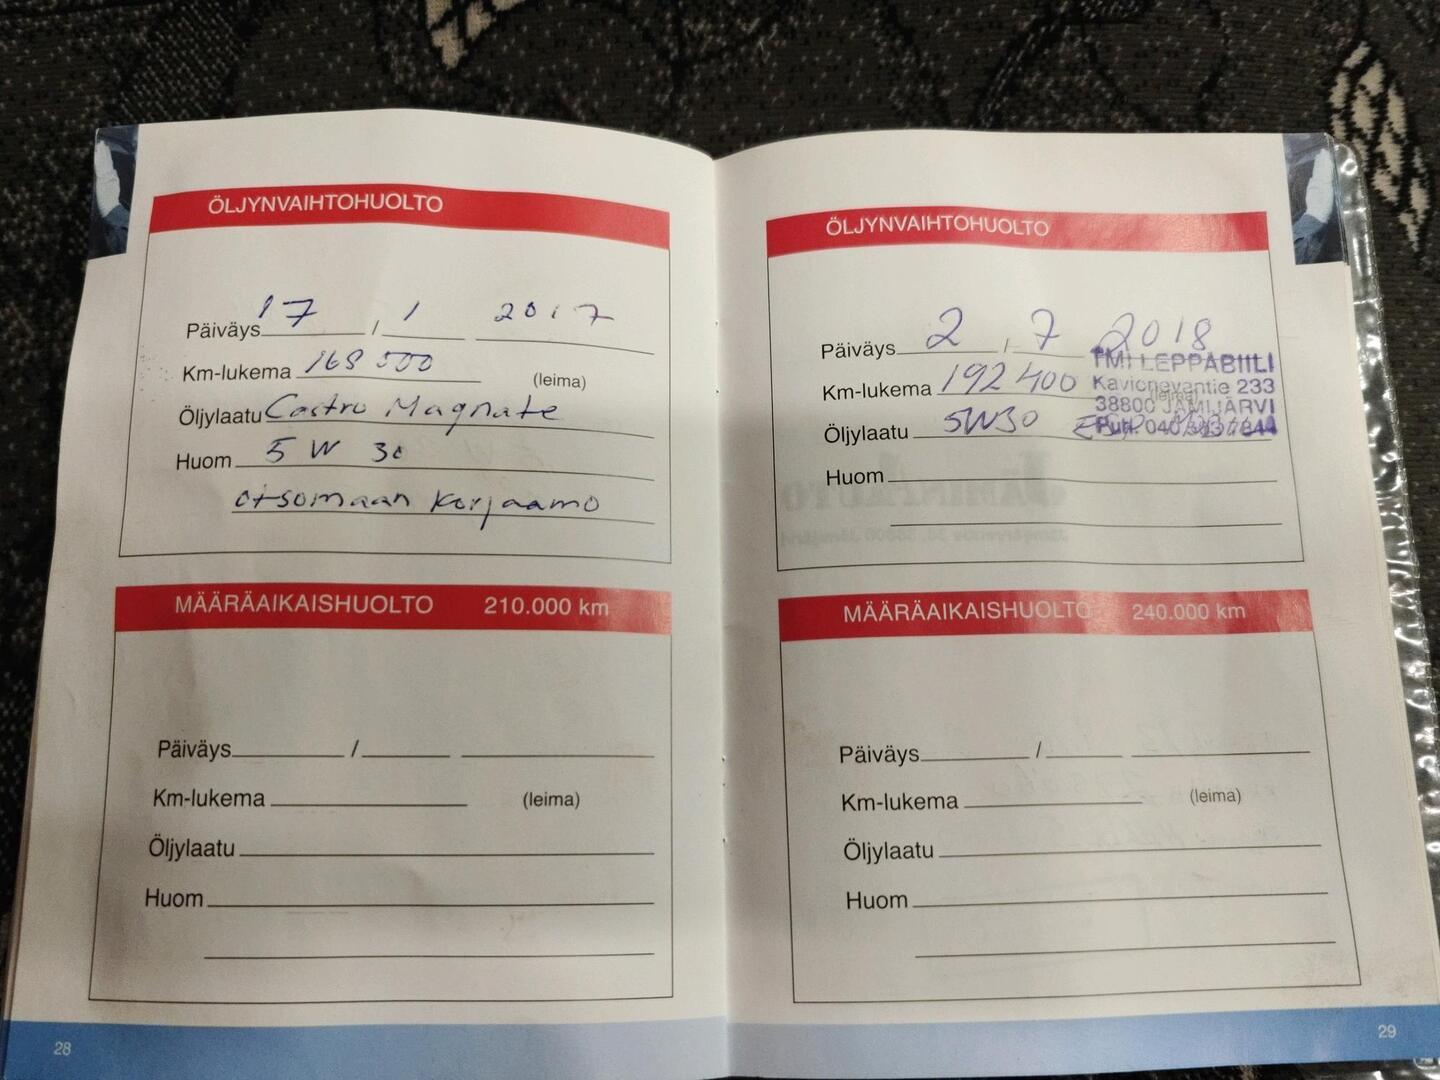 ÖLJYNVAIHTOHUOLTO
Päiväys 17 / 1 2017
Km-lukema 168 500
(leima)
Öljylaatu Castro Magnate
Huom 5 W 30
otsomaan korjaamo
MÄÄRÄAIKAISHUOLTO 210.000 km
Päiväys /
Km-lukema (leima)
Öljylaatu
Huom
28
ÖLJYNVAIHTOHUOLTO
Päiväys 2 / 7 2018
TMI LEPPÄBIILI
Km-lukema 192 400
Kavionevantie 233
(leima)
38800 JÄMIJÄRVI
Öljylaatu 5W30
Puh.
Huom
MÄÄRÄAIKAISHUOLTO 240.000 km
Päiväys /
Km-lukema (leima)
Öljylaatu
Huom
29